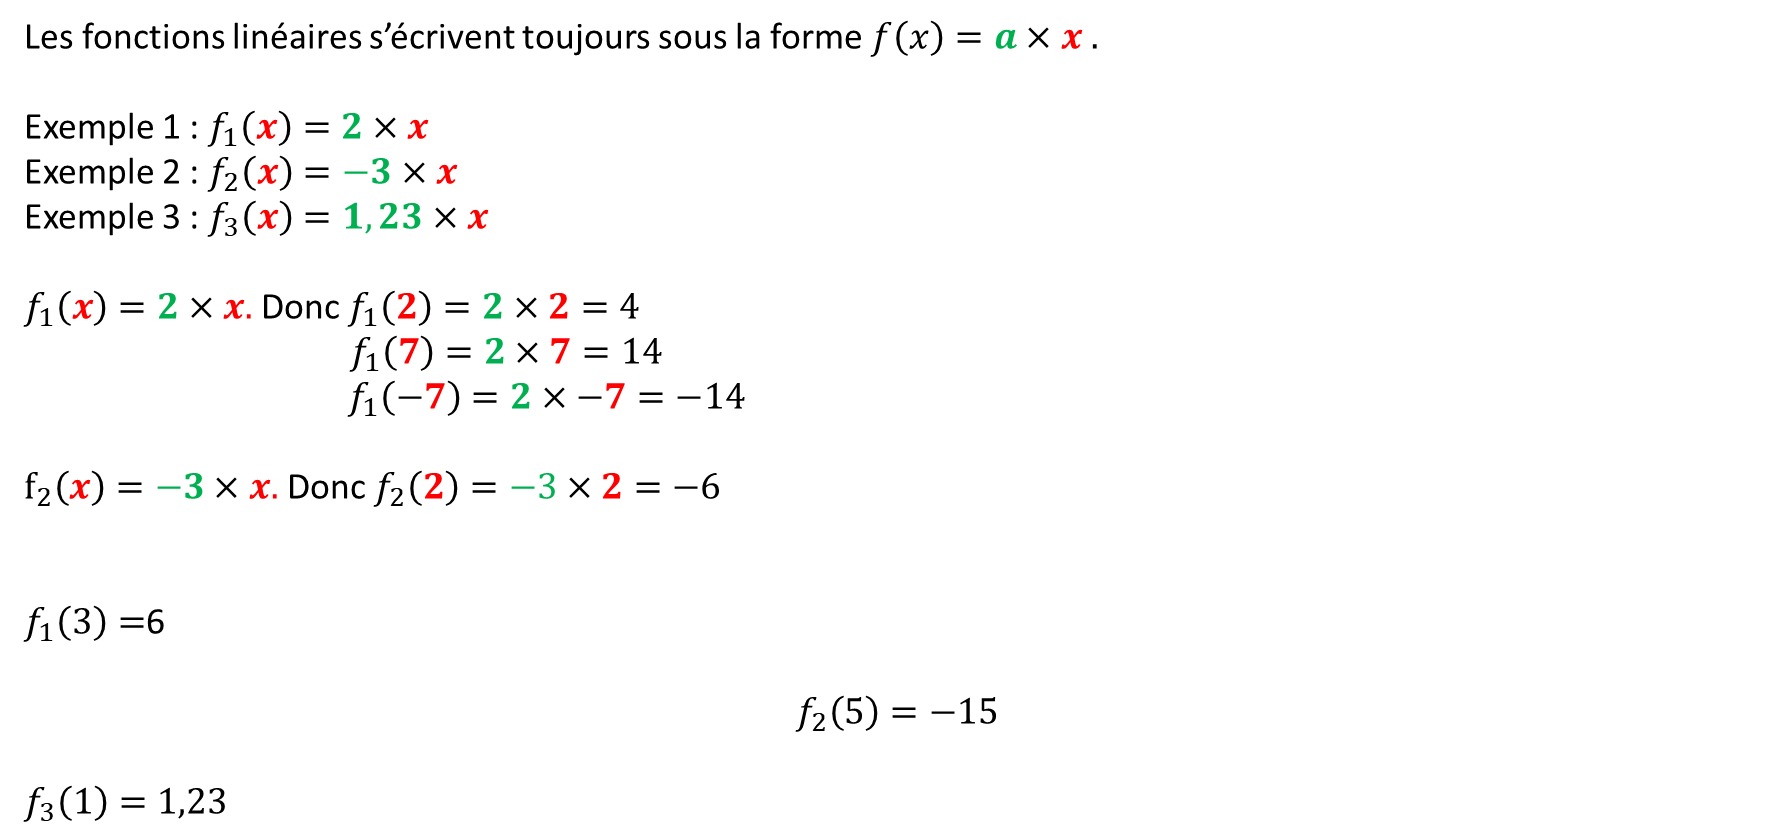 Les fonctions linéaires s’écrivent toujours sous la forme f(x) = a × x .
Exemple 1 : f₁(x) = 2 × x
Exemple 2 : f₂(x) = −3 × x
Exemple 3 : f₃(x) = 1,23 × x
f₁(x) = 2 × x. Donc f₁(2) = 2 × 2 = 4
f₁(7) = 2 × 7 = 14
f₁(−7) = 2 × −7 = −14
f₂(x) = −3 × x. Donc f₂(2) = −3 × 2 = −6
f₁(3) =6
f₂(5) = −15
f₃(1) = 1,23